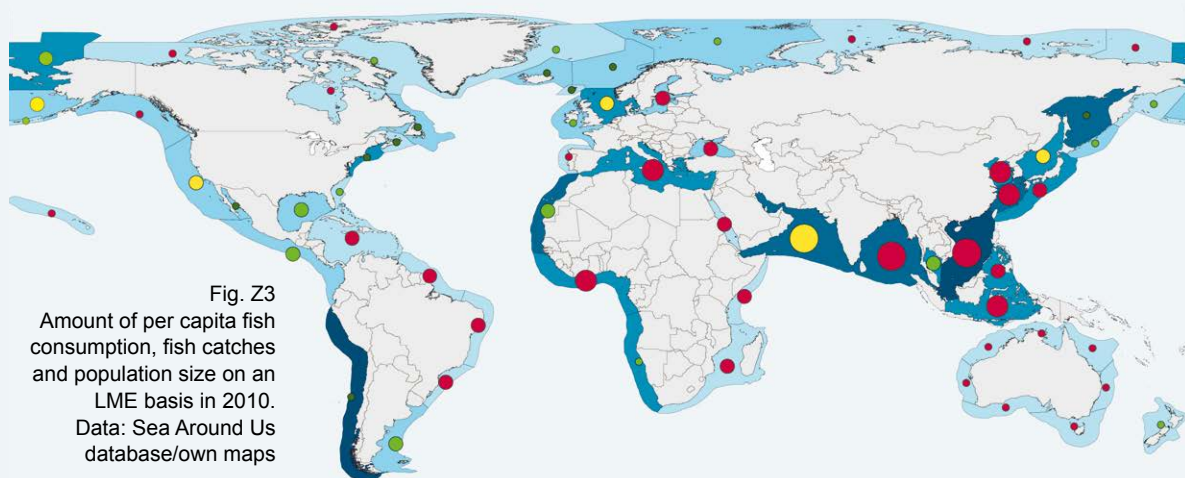 Fig. Z3
Amount of per capita fish
consumption, fish catches
and population size on an
LME basis in 2010.
Data: Sea Around Us
database/own maps